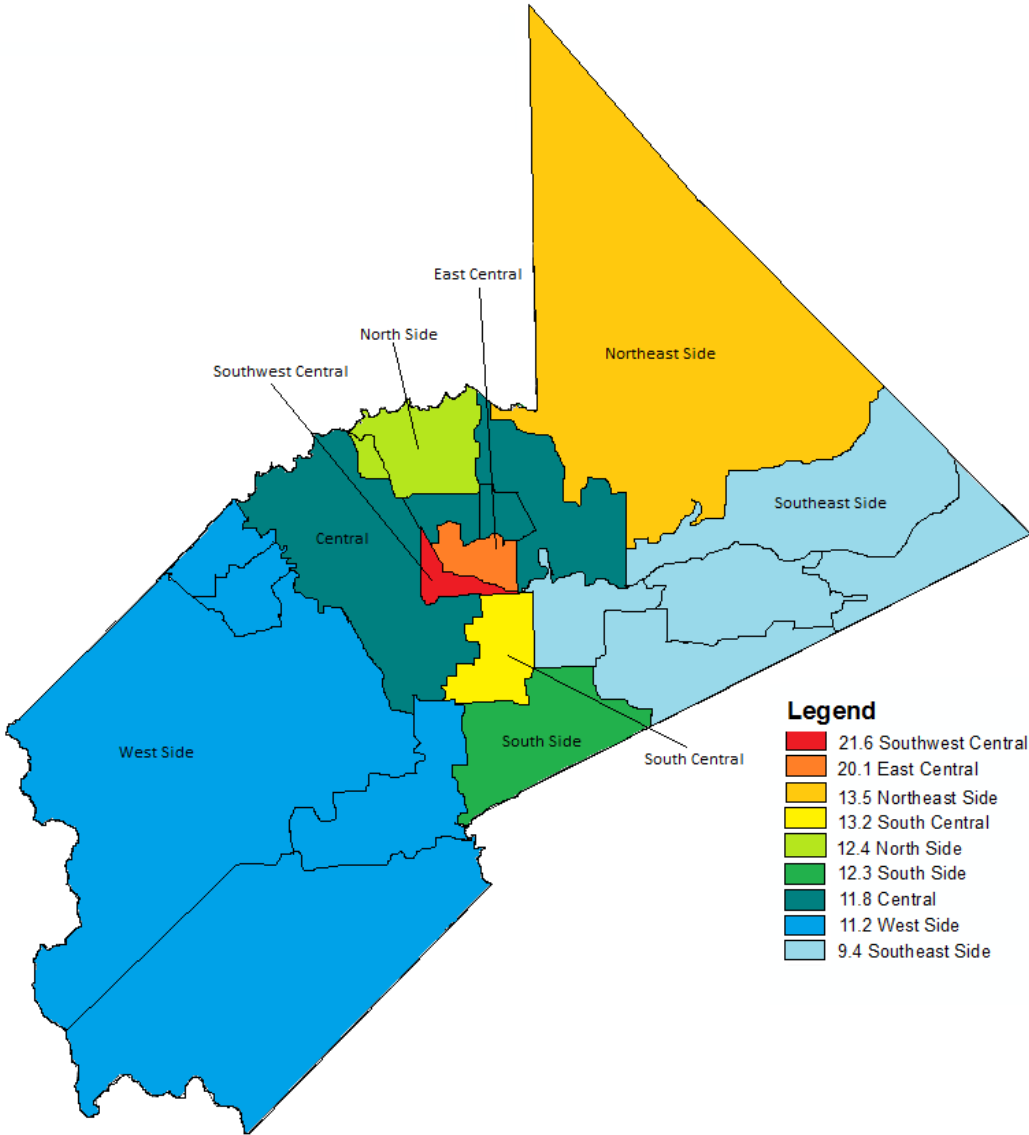 East Central
North Side
Northeast Side
Southwest Central
Southeast Side
Central
West Side
South Side
South Central
Legend
21.6 Southwest Central
20.1 East Central
13.5 Northeast Side
13.2 South Central
12.4 North Side
12.3 South Side
11.8 Central
11.2 West Side
9.4 Southeast Side